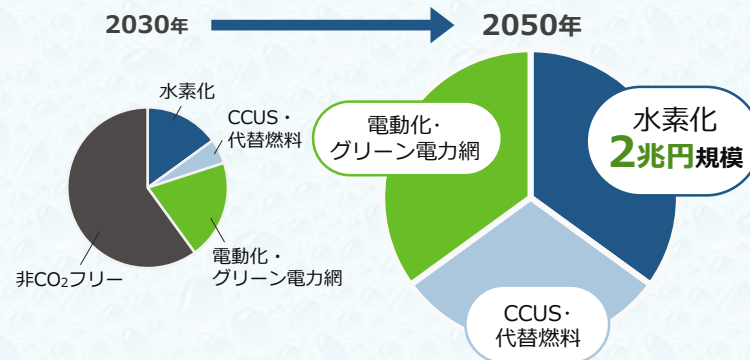 2030年
2050年
水素化
CCUS・
代替燃料
電動化・
グリーン電力網
非CO₂フリー
電動化・
グリーン電力網
水素化
2兆円規模
CCUS・
代替燃料